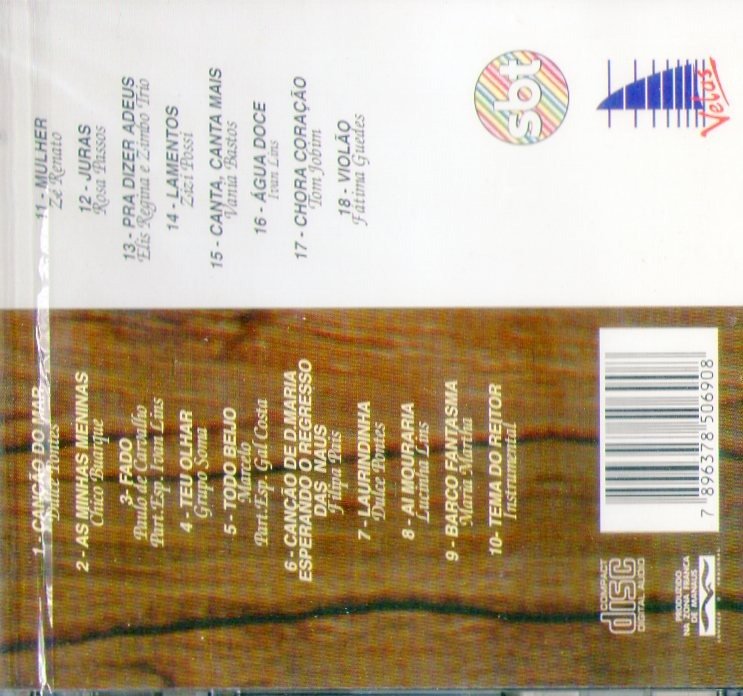 1 - CANÇÃO DO MAR
Dulce Pontes
2 - AS MINHAS MENINAS
Chico Buarque
3- FADO
Paulo de Carvalho
Part. Esp. Ivan Lins
4 - TEU OLHAR
Grupo Soma
5 - TODO BEIJO
Marcelo
Part. Esp. Gal Costa
6 - CANÇÃO DE D.MARIA
ESPERANDO O REGRESSO
DAS NAUS
Filipa Pais
7 - LAURINDINHA
Dulce Pontes
8 - AI MOURARIA
Lucinha Lins
9 - BARCO FANTASMA
Maria Marta
10- TEMA DO RETOR
Instrumental
11 - MULHER
Zé Renato
12 - JURAS
Rosa Passos
13 - PRA DIZER ADEUS
Elis Regina e Zimbo Trio
14 - LAMENTOS
Zizi Possi
15 - CANTA, CANTA MAIS
Vania Bastos
16 - ÁGUA DOCE
Ivan Lins
17 - CHORA CORAÇÃO
Tom Jobim
18 - VIOLÃO
Fátima Guedes
COMPACT
disc
DIGITAL AUDIO
PRODUZIDO
NA ZONA FRANCA
DE MANAUS
7 896378 506908
sbt
Velas